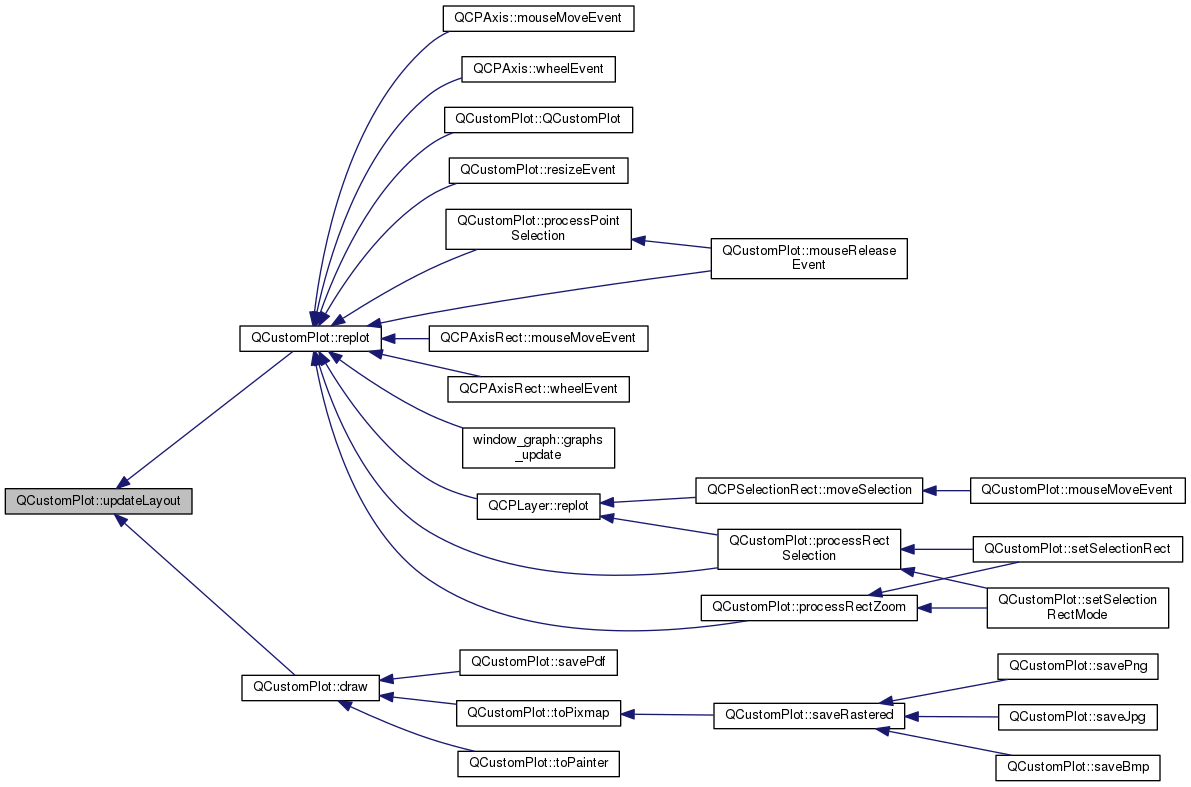 QCPAxis::mouseMoveEvent
QCPAxis::wheelEvent
QCustomPlot::QCustomPlot
QCustomPlot::resizeEvent
QCustomPlot::processPoint
Selection
QCustomPlot::mouseRelease
Event
QCustomPlot::replot
QCPAxisRect::mouseMoveEvent
QCPAxisRect::wheelEvent
window_graph::graphs
_update
QCustomPlot::updateLayout
QCPLayer::replot
QCPSelectionRect::moveSelection
QCustomPlot::mouseMoveEvent
QCustomPlot::processRect
Selection
QCustomPlot::setSelectionRect
QCustomPlot::processRectZoom
QCustomPlot::setSelection
RectMode
QCustomPlot::draw
QCustomPlot::savePdf
QCustomPlot::toPixmap
QCustomPlot::toPainter
QCustomPlot::saveRastered
QCustomPlot::savePng
QCustomPlot::saveJpg
QCustomPlot::saveBmp